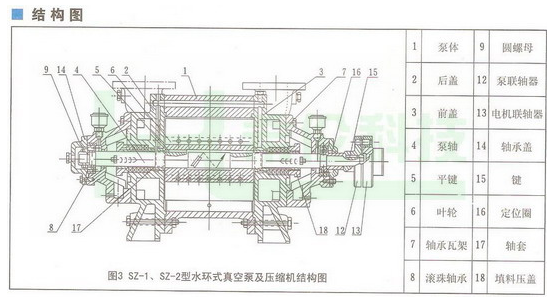 结构图
9 14 4 5 6 2 1 3 7 16 15
8 17 18 12 13
图3 SZ-1、SZ-2型水环式真空泵及压缩机结构图
1 泵体 9 圆螺母
2 后盖 12 泵联轴器
3 前盖 13 电机联轴器
4 泵轴 14 轴承盖
5 平键 15 键
6 叶轮 16 定位圈
7 轴承瓦架 17 轴套
8 滚珠轴承 18 填料压盖